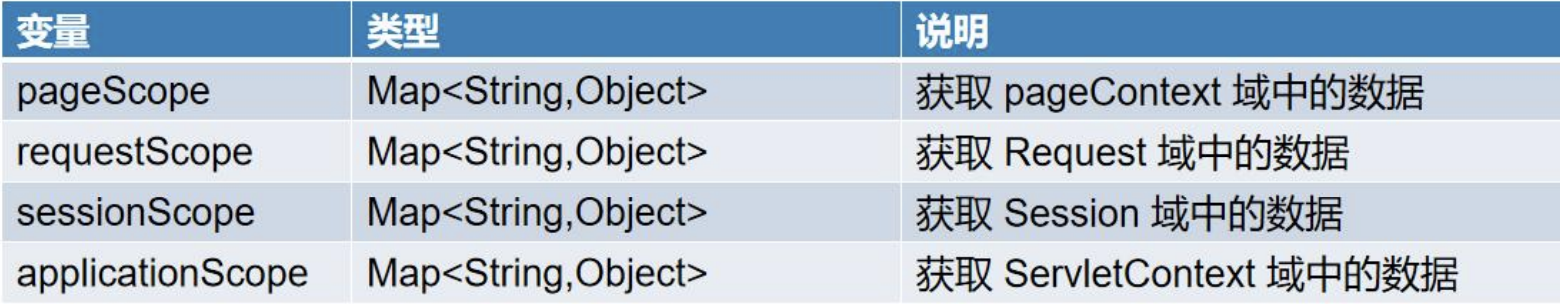 变量 类型 说明
pageScope Map<String,Object> 获取 pageContext 域中的数据
requestScope Map<String,Object> 获取 Request 域中的数据
sessionScope Map<String,Object> 获取 Session 域中的数据
applicationScope Map<String,Object> 获取 ServletContext 域中的数据